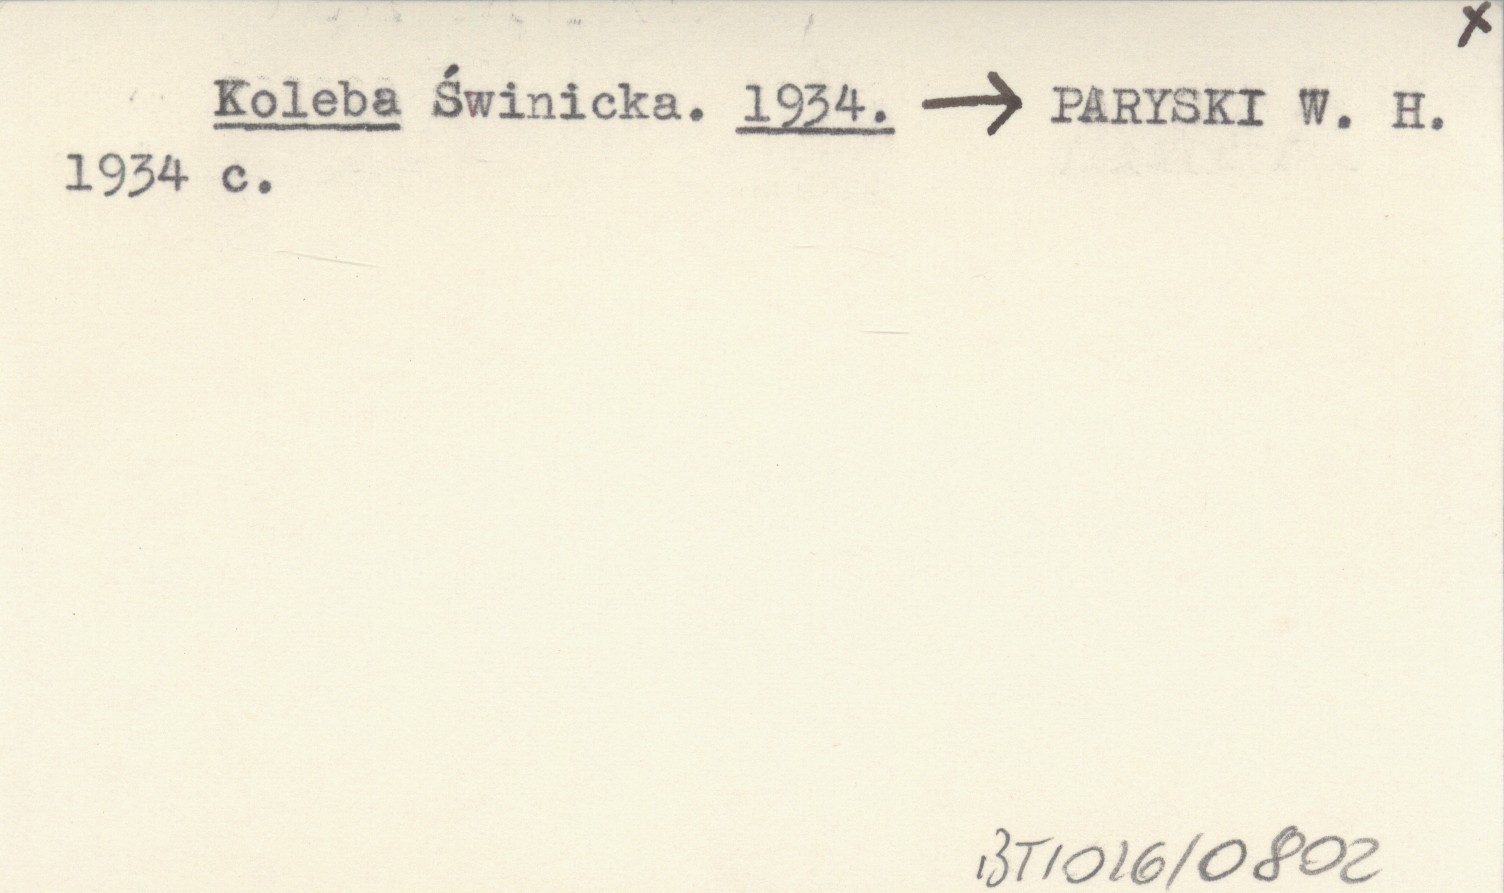 x
Koleba Świnicka. 1934. → PARYSKI W. H.
1934 c.
BT1016/0802